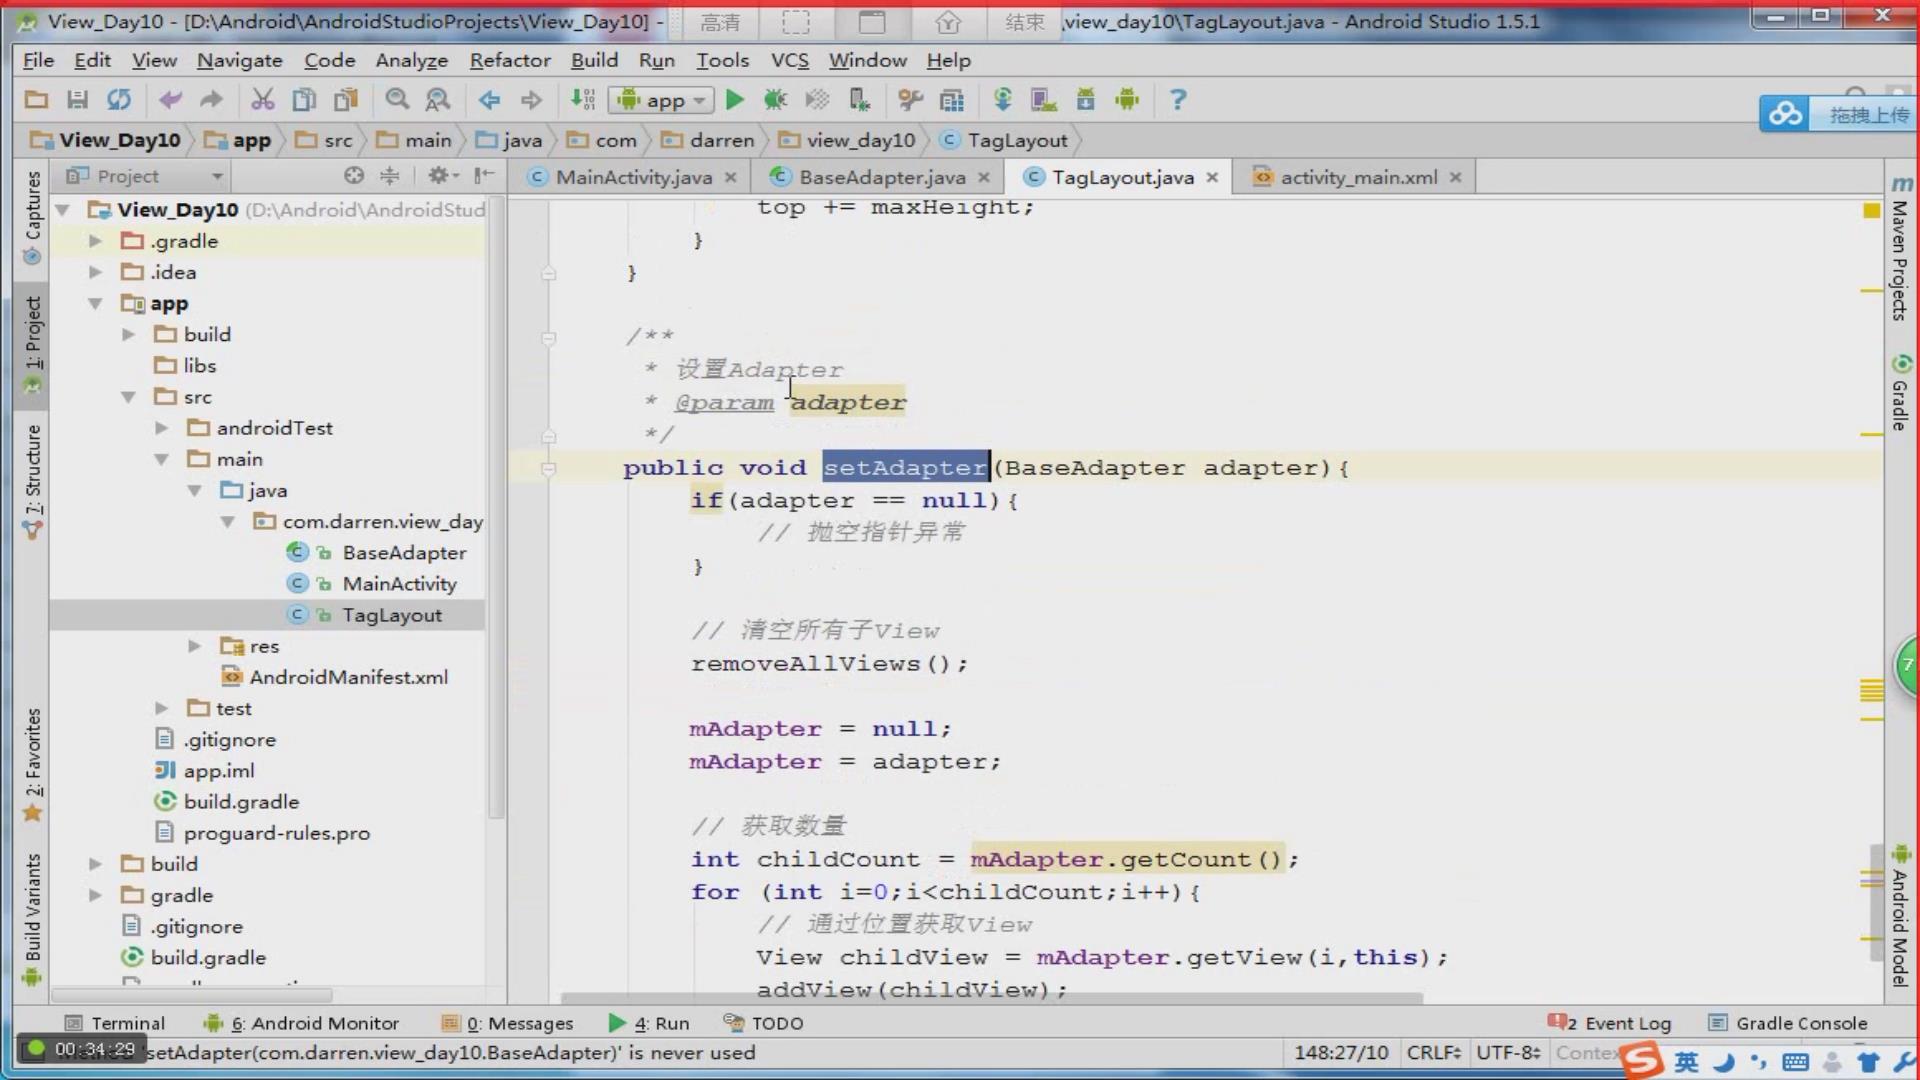 View_Day10 - [D:\Android\AndroidStudioProjects\View_Day10] -
高清
结束
view_day10\TagLayout.java - Android Studio 1.5.1
File Edit View Navigate Code Analyze Refactor Build Run Tools VCS Window Help
app
拖拽上传
View_Day10 app src main java com darren view_day10 TagLayout
Project
MainActivity.java BaseAdapter.java TagLayout.java activity_main.xml
Captures
1: Project
7: Structure
2: Favorites
Build Variants
View_Day10 (D:\Android\AndroidStud
.gradle
.idea
app
build
libs
src
androidTest
main
java
com.darren.view_day
BaseAdapter
MainActivity
TagLayout
res
AndroidManifest.xml
test
.gitignore
app.iml
build.gradle
proguard-rules.pro
build
gradle
.gitignore
build.gradle
top += maxHeight;
}
}
/**
* 设置Adapter
* @param adapter
*/
public void setAdapter(BaseAdapter adapter){
if(adapter == null){
// 抛空指针异常
}
// 清空所有子View
removeAllViews();
mAdapter = null;
mAdapter = adapter;
// 获取数量
int childCount = mAdapter.getCount();
for (int i=0;i<childCount;i++){
// 通过位置获取View
View childView = mAdapter.getView(i,this);
addView(childView);
m
Maven Projects
Gradle
7
Android Model
Terminal 6: Android Monitor 0: Messages 4: Run TODO
2 Event Log Gradle Console
00:34:29
'setAdapter(com.darren.view_day10.BaseAdapter)' is never used
148:27/10 CRLF UTF-8
英